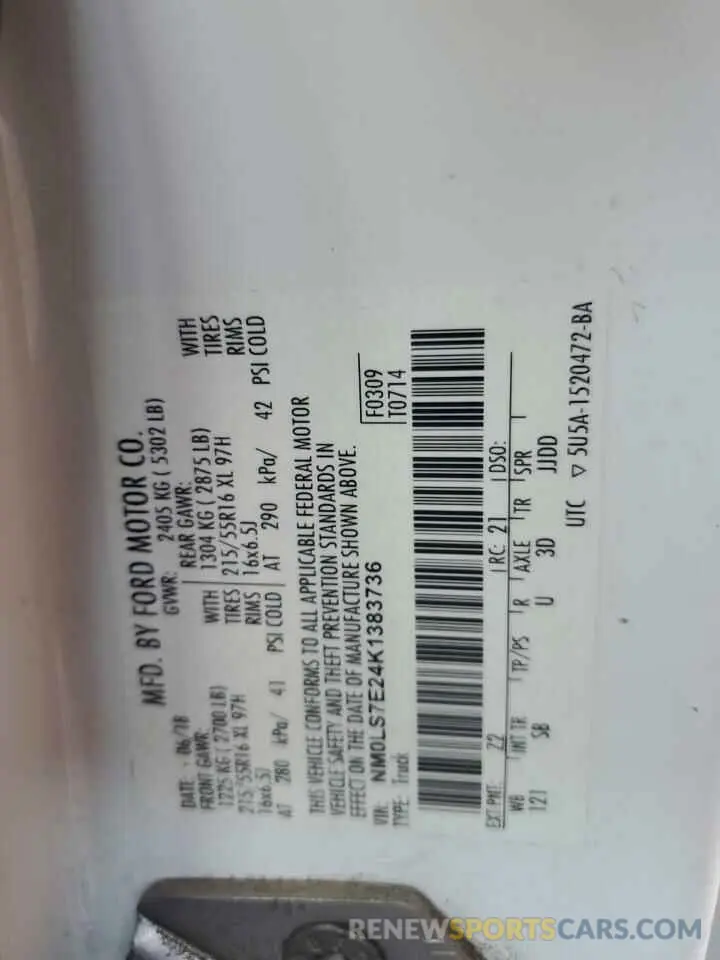 MFD. BY FORD MOTOR CO.
DATE: 06/18 GVWR: 2405 KG ( 5302 LB)
FRONT GAWR: REAR GAWR:
1225 KG ( 2700 LB) WITH 1304 KG ( 2875 LB) WITH
215/55R16 XL 97H TIRES 215/55R16 XL 97H TIRES
16x6.5J RIMS 16x6.5J RIMS
AT 280 kPa/ 41 PSI COLD AT 290 kPa/ 42 PSI COLD
THIS VEHICLE CONFORMS TO ALL APPLICABLE FEDERAL MOTOR
VEHICLE SAFETY AND THEFT PREVENTION STANDARDS IN
EFFECT ON THE DATE OF MANUFACTURE SHOWN ABOVE.
VIN: NM0LS7E24K1383736 F0309
TYPE: Truck T0714
EXT PNT: Z2 RC: 21 DSO:
WB INT TR TP/PS R AXLE TR SPR
121 SB U 3D JJDD
UTC ▽ 5U5A-1520472-BA
RENEWSPORTSCARS.COM